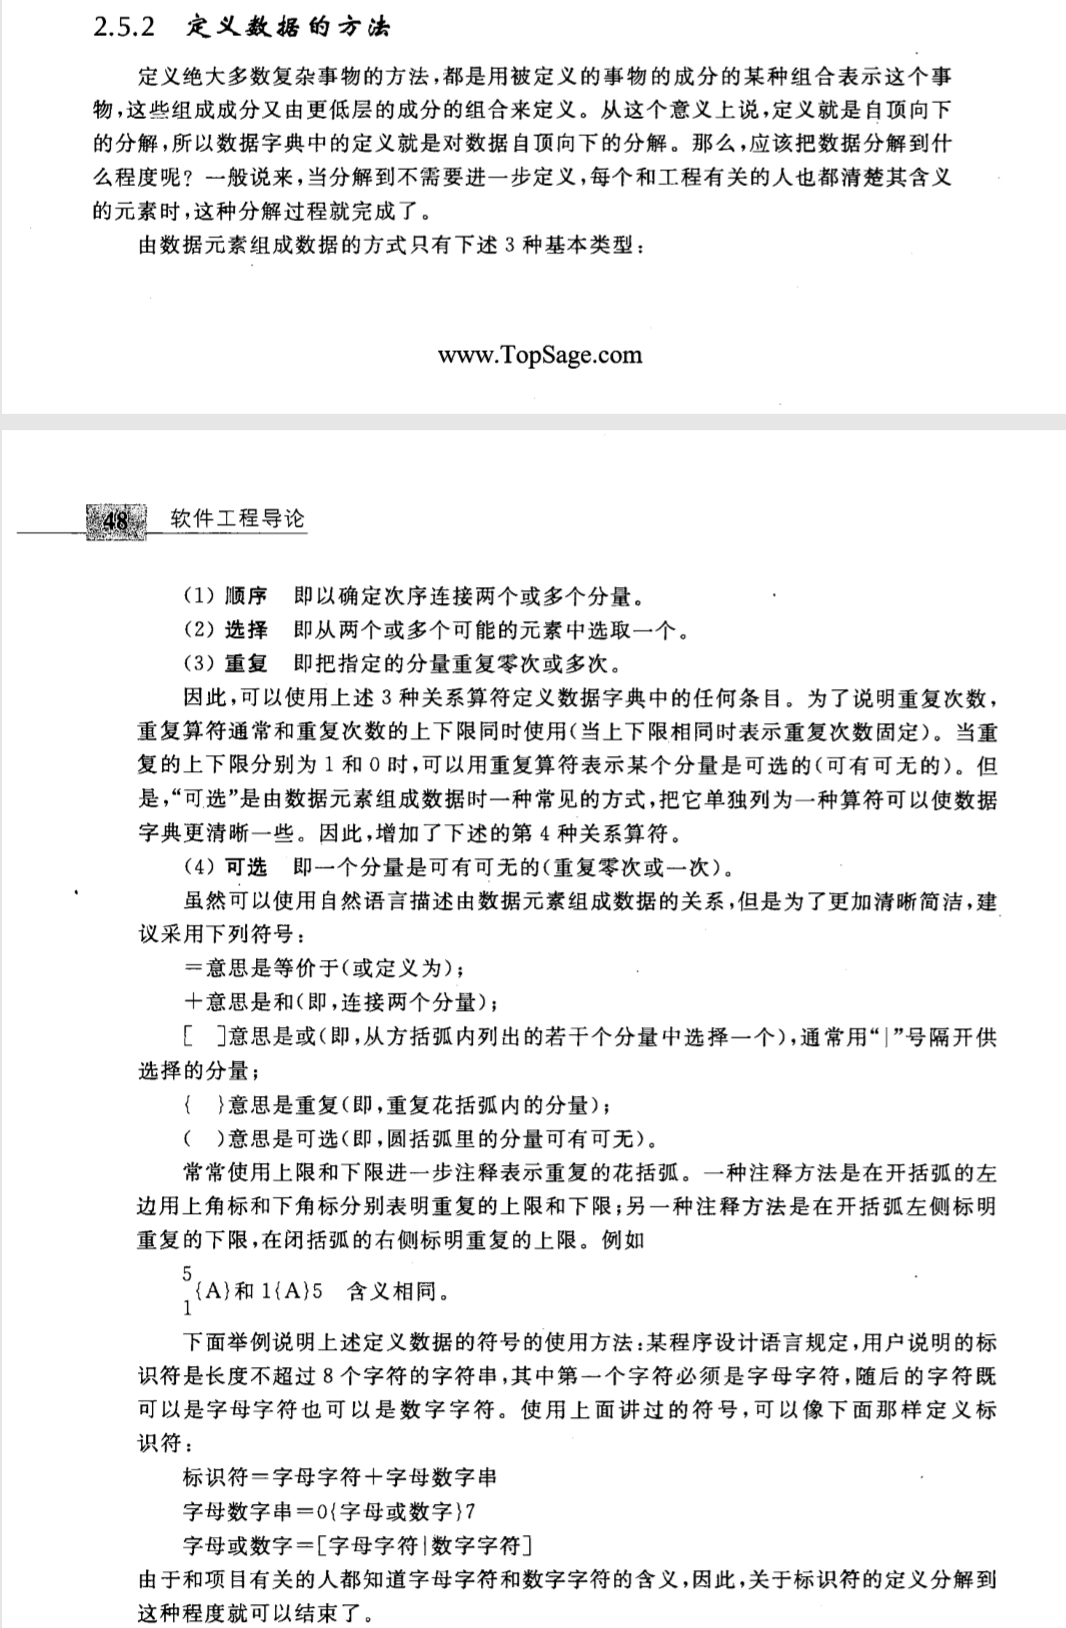 2.5.2 定义数据的方法
定义绝大多数复杂事物的方法,都是用被定义的事物的成分的某种组合表示这个事
物,这些组成成分又由更低层的成分的组合来定义。从这个意义上说,定义就是自顶向下
的分解,所以数据字典中的定义就是对数据自顶向下的分解。那么,应该把数据分解到什
么程度呢?一般说来,当分解到不需要进一步定义,每个和工程有关的人也都清楚其含义
的元素时,这种分解过程就完成了。
由数据元素组成数据的方式只有下述 3 种基本类型:
www.TopSage.com
48 软件工程导论
(1) 顺序 即以确定次序连接两个或多个分量。
(2) 选择 即从两个或多个可能的元素中选取一个。
(3) 重复 即把指定的分量重复零次或多次。
因此,可以使用上述 3 种关系算符定义数据字典中的任何条目。为了说明重复次数,
重复算符通常和重复次数的上下限同时使用(当上下限相同时表示重复次数固定)。当重
复的上下限分别为 1 和 0 时,可以用重复算符表示某个分量是可选的(可有可无的)。但
是,“可选”是由数据元素组成数据时一种常见的方式,把它单独列为一种算符可以使数据
字典更清晰一些。因此,增加了下述的第 4 种关系算符。
(4) 可选 即一个分量是可有可无的(重复零次或一次)。
虽然可以使用自然语言描述由数据元素组成数据的关系,但是为了更加清晰简洁,建
议采用下列符号:
=意思是等价于(或定义为);
+意思是和(即,连接两个分量);
[ ]意思是或(即,从方括弧内列出的若干个分量中选择一个),通常用“|”号隔开供
选择的分量;
{ }意思是重复(即,重复花括弧内的分量);
( )意思是可选(即,圆括弧里的分量可有可无)。
常常使用上限和下限进一步注释表示重复的花括弧。一种注释方法是在开括弧的左
边用上角标和下角标分别表明重复的上限和下限;另一种注释方法是在开括弧左侧标明
重复的下限,在闭括弧的右侧标明重复的上限。例如
5
{A}和 1{A}5 含义相同。
1
下面举例说明上述定义数据的符号的使用方法:某程序设计语言规定,用户说明的标
识符是长度不超过 8 个字符的字符串,其中第一个字符必须是字母字符,随后的字符既
可以是字母字符也可以是数字字符。使用上面讲过的符号,可以像下面那样定义标
识符:
标识符=字母字符+字母数字串
字母数字串=0{字母或数字}7
字母或数字=[字母字符|数字字符]
由于和项目有关的人都知道字母字符和数字字符的含义,因此,关于标识符的定义分解到
这种程度就可以结束了。